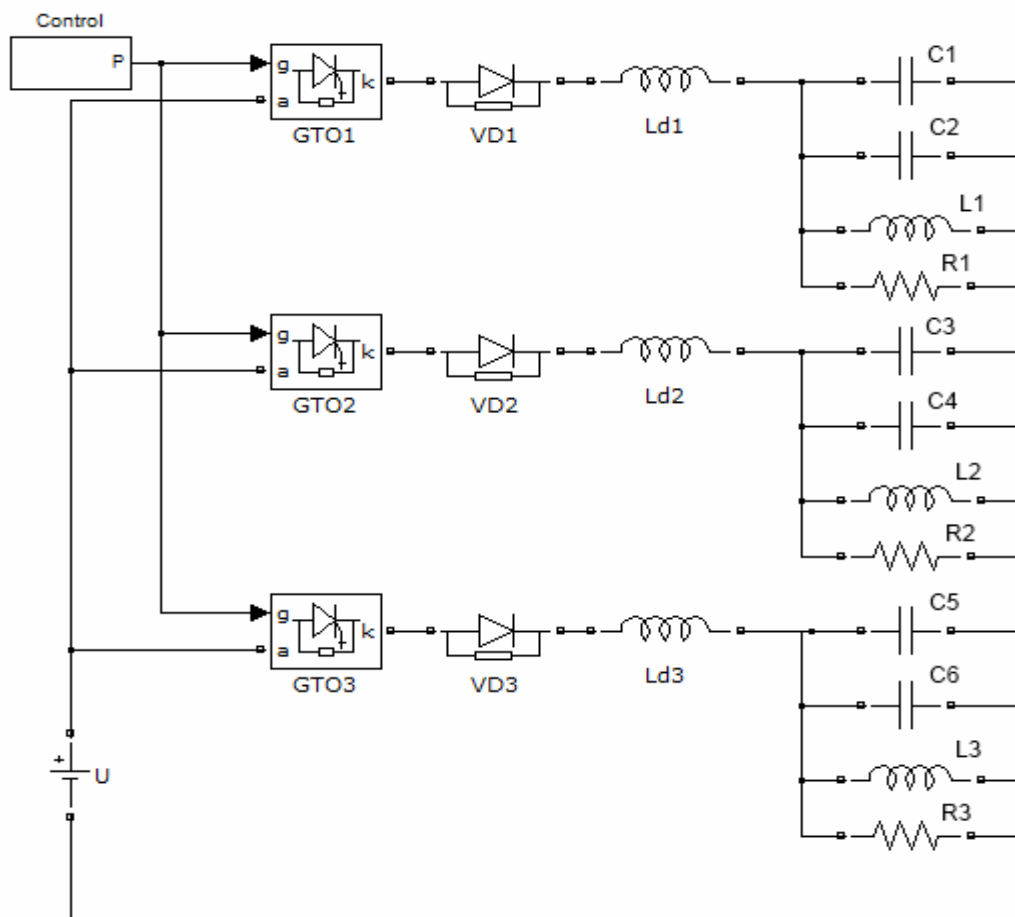 Control
P
g
a
k
GTO1
VD1
Ld1
C1
C2
L1
R1
g
a
k
GTO2
VD2
Ld2
C3
C4
L2
R2
g
a
k
GTO3
VD3
Ld3
C5
C6
L3
R3
+
U